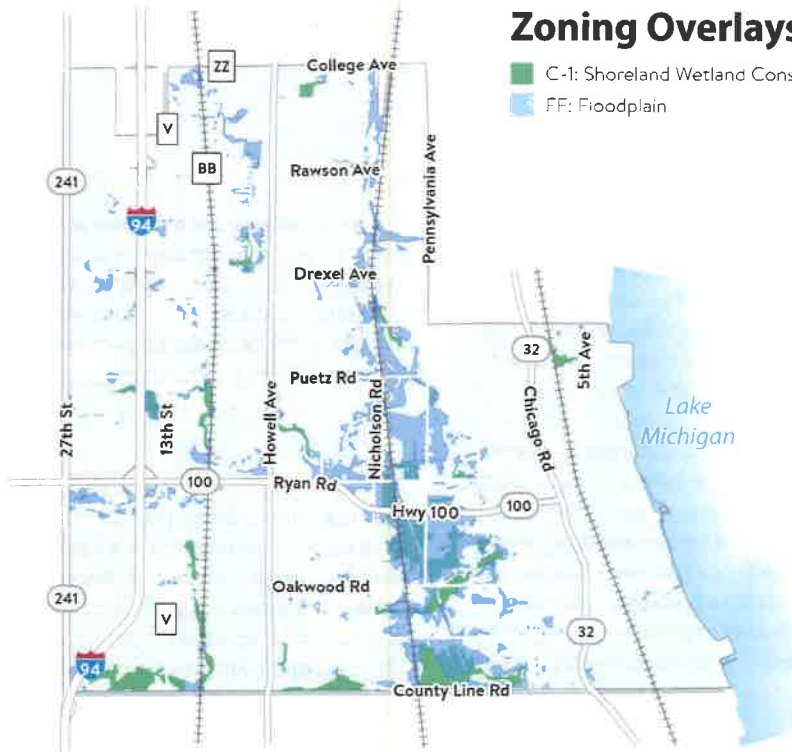 Zoning Overlays
C-1: Shoreland Wetland Cons
FF: Floodplain
ZZ
College Ave
V
BB
Rawson Ave
Pennsylvania Ave
241
94
Drexel Ave
32
5th Ave
Puetz Rd
27th St
13th St
Howell Ave
Nicholson Rd
Chicago Rd
Lake
Michigan
100
Ryan Rd
Hwy 100
100
Oakwood Rd
241
V
32
94
County Line Rd